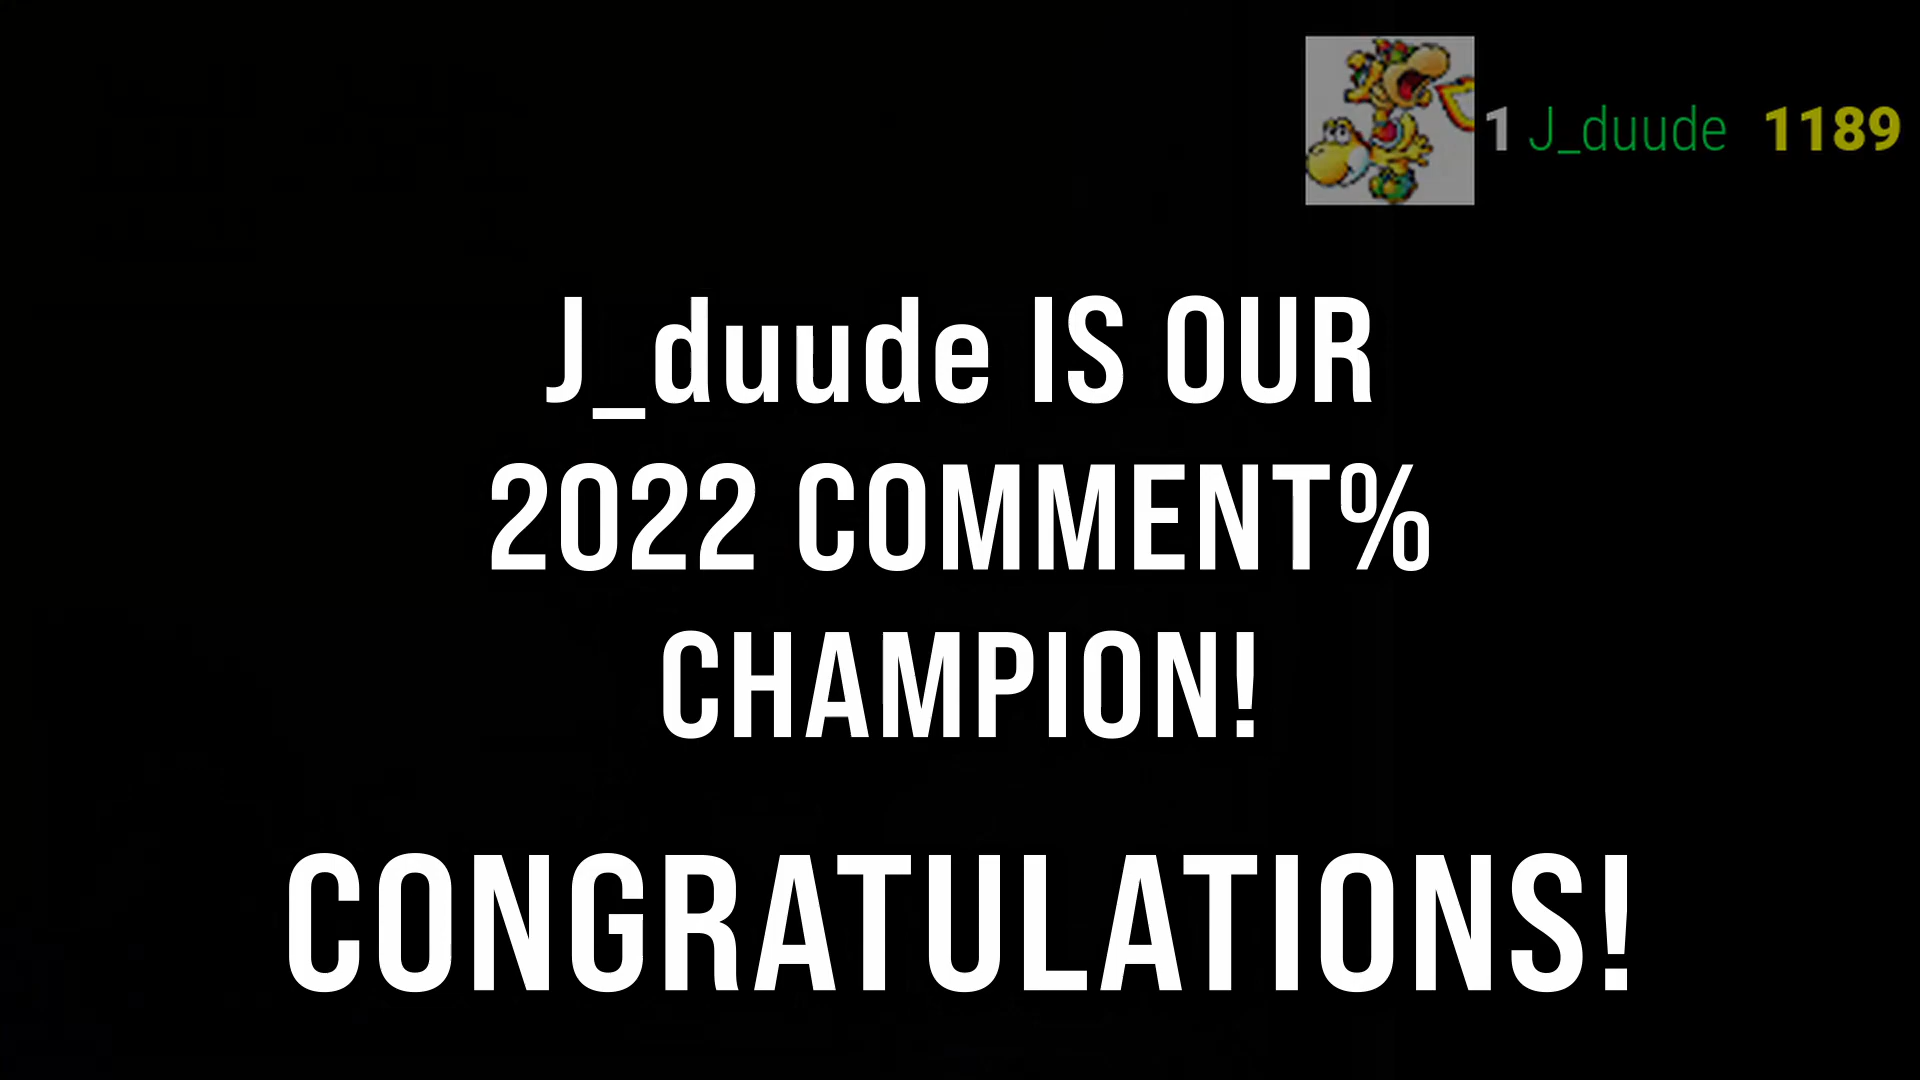 1 J_duude 1189
J_duude IS OUR
2022 COMMENT%
CHAMPION!
CONGRATULATIONS!